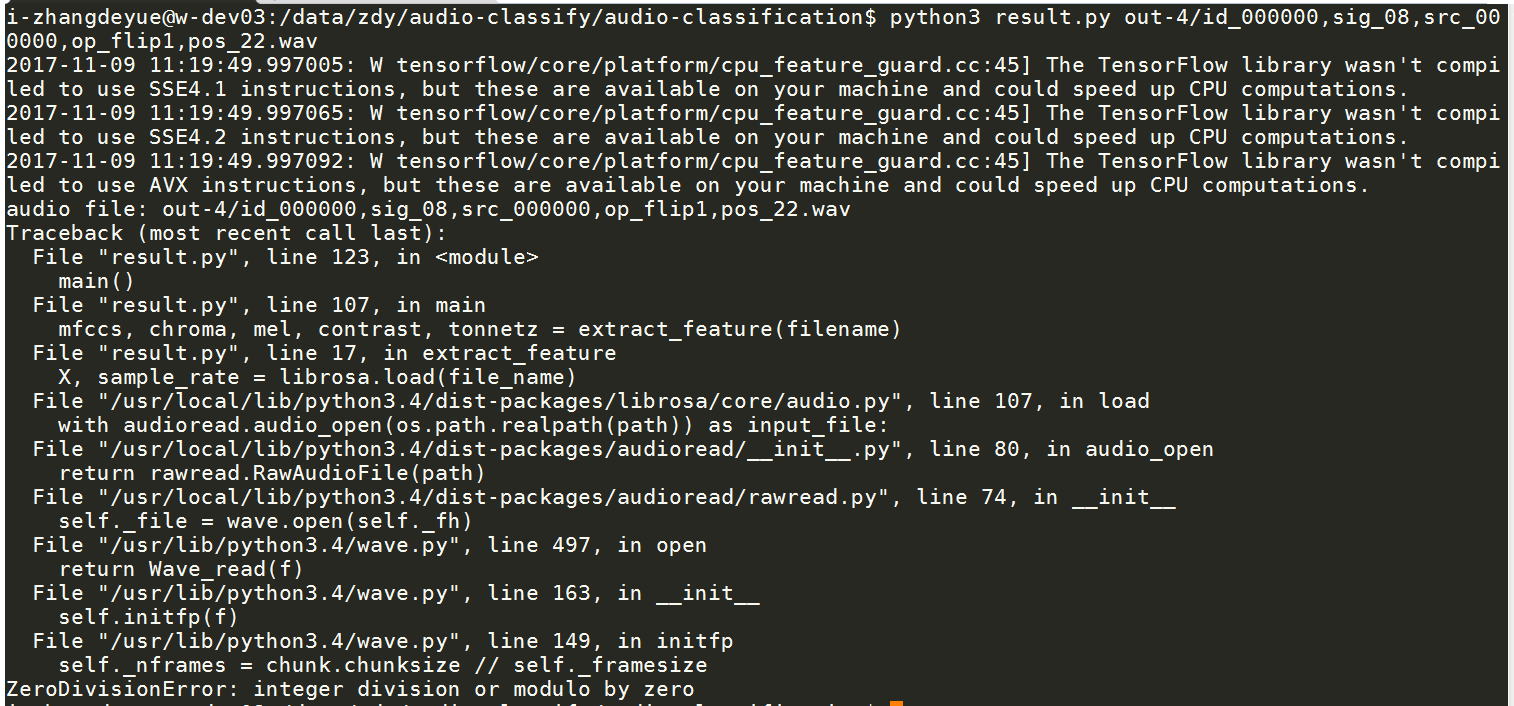 i-zhangdeyue@w-dev03:/data/zdy/audio-classify/audio-classification$ python3 result.py out-4/id_000000,sig_08,src_00
0000,op_flip1,pos_22.wav
2017-11-09 11:19:49.997005: W tensorflow/core/platform/cpu_feature_guard.cc:45] The TensorFlow library wasn't compi
led to use SSE4.1 instructions, but these are available on your machine and could speed up CPU computations.
2017-11-09 11:19:49.997065: W tensorflow/core/platform/cpu_feature_guard.cc:45] The TensorFlow library wasn't compi
led to use SSE4.2 instructions, but these are available on your machine and could speed up CPU computations.
2017-11-09 11:19:49.997092: W tensorflow/core/platform/cpu_feature_guard.cc:45] The TensorFlow library wasn't compi
led to use AVX instructions, but these are available on your machine and could speed up CPU computations.
audio file: out-4/id_000000,sig_08,src_000000,op_flip1,pos_22.wav
Traceback (most recent call last):
  File "result.py", line 123, in <module>
    main()
  File "result.py", line 107, in main
    mfccs, chroma, mel, contrast, tonnetz = extract_feature(filename)
  File "result.py", line 17, in extract_feature
    X, sample_rate = librosa.load(file_name)
  File "/usr/local/lib/python3.4/dist-packages/librosa/core/audio.py", line 107, in load
    with audioread.audio_open(os.path.realpath(path)) as input_file:
  File "/usr/local/lib/python3.4/dist-packages/audioread/__init__.py", line 80, in audio_open
    return rawread.RawAudioFile(path)
  File "/usr/local/lib/python3.4/dist-packages/audioread/rawread.py", line 74, in __init__
    self._file = wave.open(self._fh)
  File "/usr/lib/python3.4/wave.py", line 497, in open
    return Wave_read(f)
  File "/usr/lib/python3.4/wave.py", line 163, in __init__
    self.initfp(f)
  File "/usr/lib/python3.4/wave.py", line 149, in initfp
    self._nframes = chunk.chunksize // self._framesize
ZeroDivisionError: integer division or modulo by zero